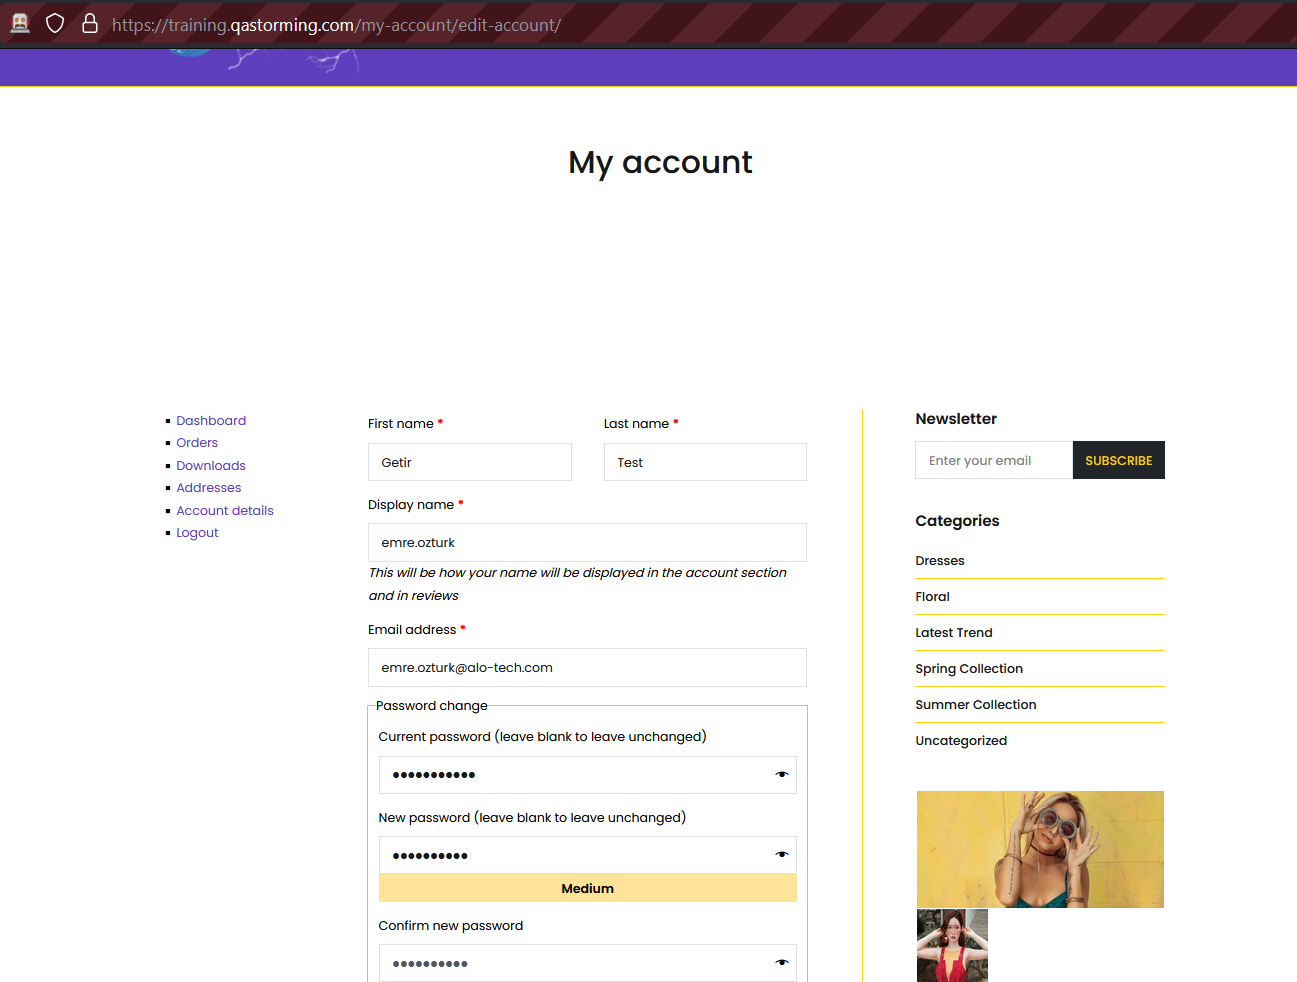 https://training.qastorming.com/my-account/edit-account/
My account
Dashboard
Orders
Downloads
Addresses
Account details
Logout
First name *
Last name *
Getir
Test
Display name *
emre.ozturk
This will be how your name will be displayed in the account section
and in reviews
Email address *
emre.ozturk@alo-tech.com
Password change
Current password (leave blank to leave unchanged)
●●●●●●●●●●●
New password (leave blank to leave unchanged)
●●●●●●●●●●
Medium
Confirm new password
●●●●●●●●●●
Newsletter
Enter your email
SUBSCRIBE
Categories
Dresses
Floral
Latest Trend
Spring Collection
Summer Collection
Uncategorized